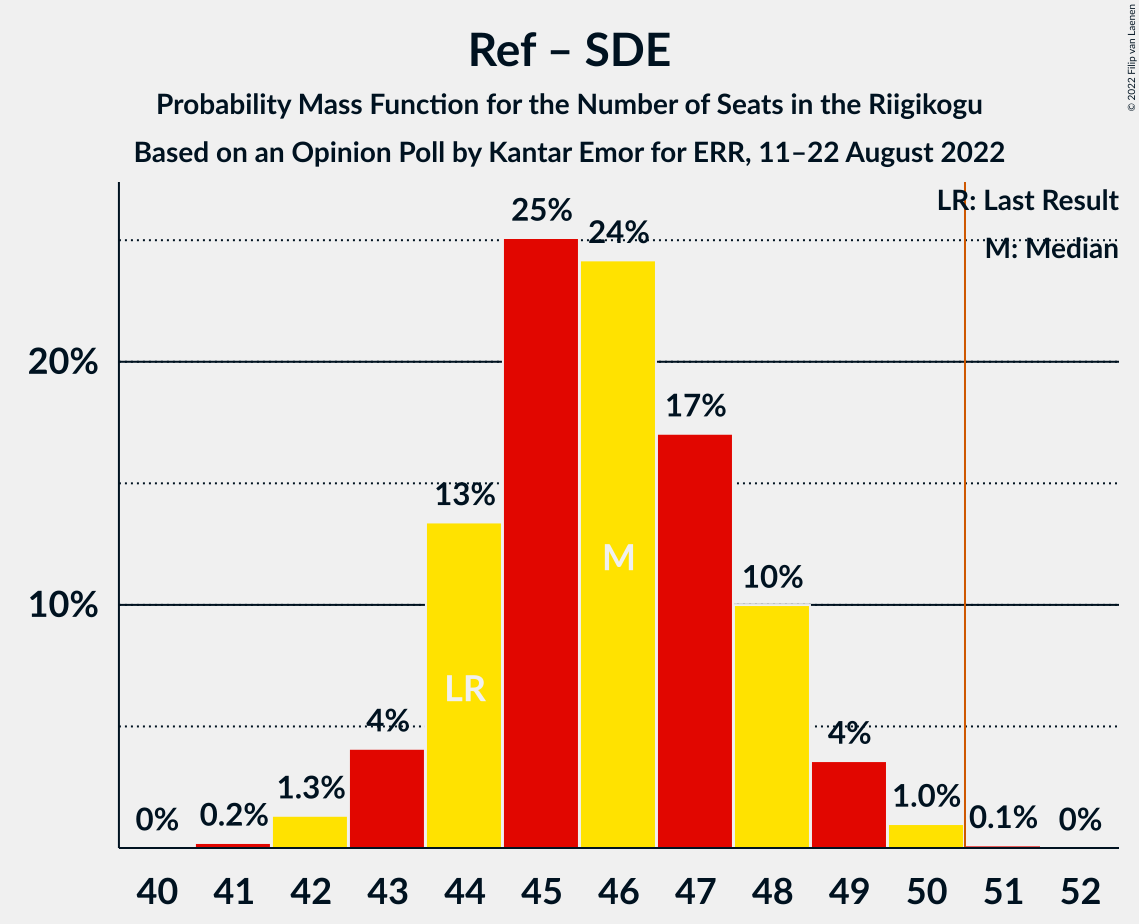 Ref – SDE
Probability Mass Function for the Number of Seats in the Riigikogu
Based on an Opinion Poll by Kantar Emor for ERR, 11–22 August 2022
© 2022 Filip van Laenen
LR: Last Result
M: Median
20%
10%
0%
0.2%
1.3%
4%
13%
25%
24%
17%
10%
4%
1.0%
0.1%
0%
LR
M
40 41 42 43 44 45 46 47 48 49 50 51 52